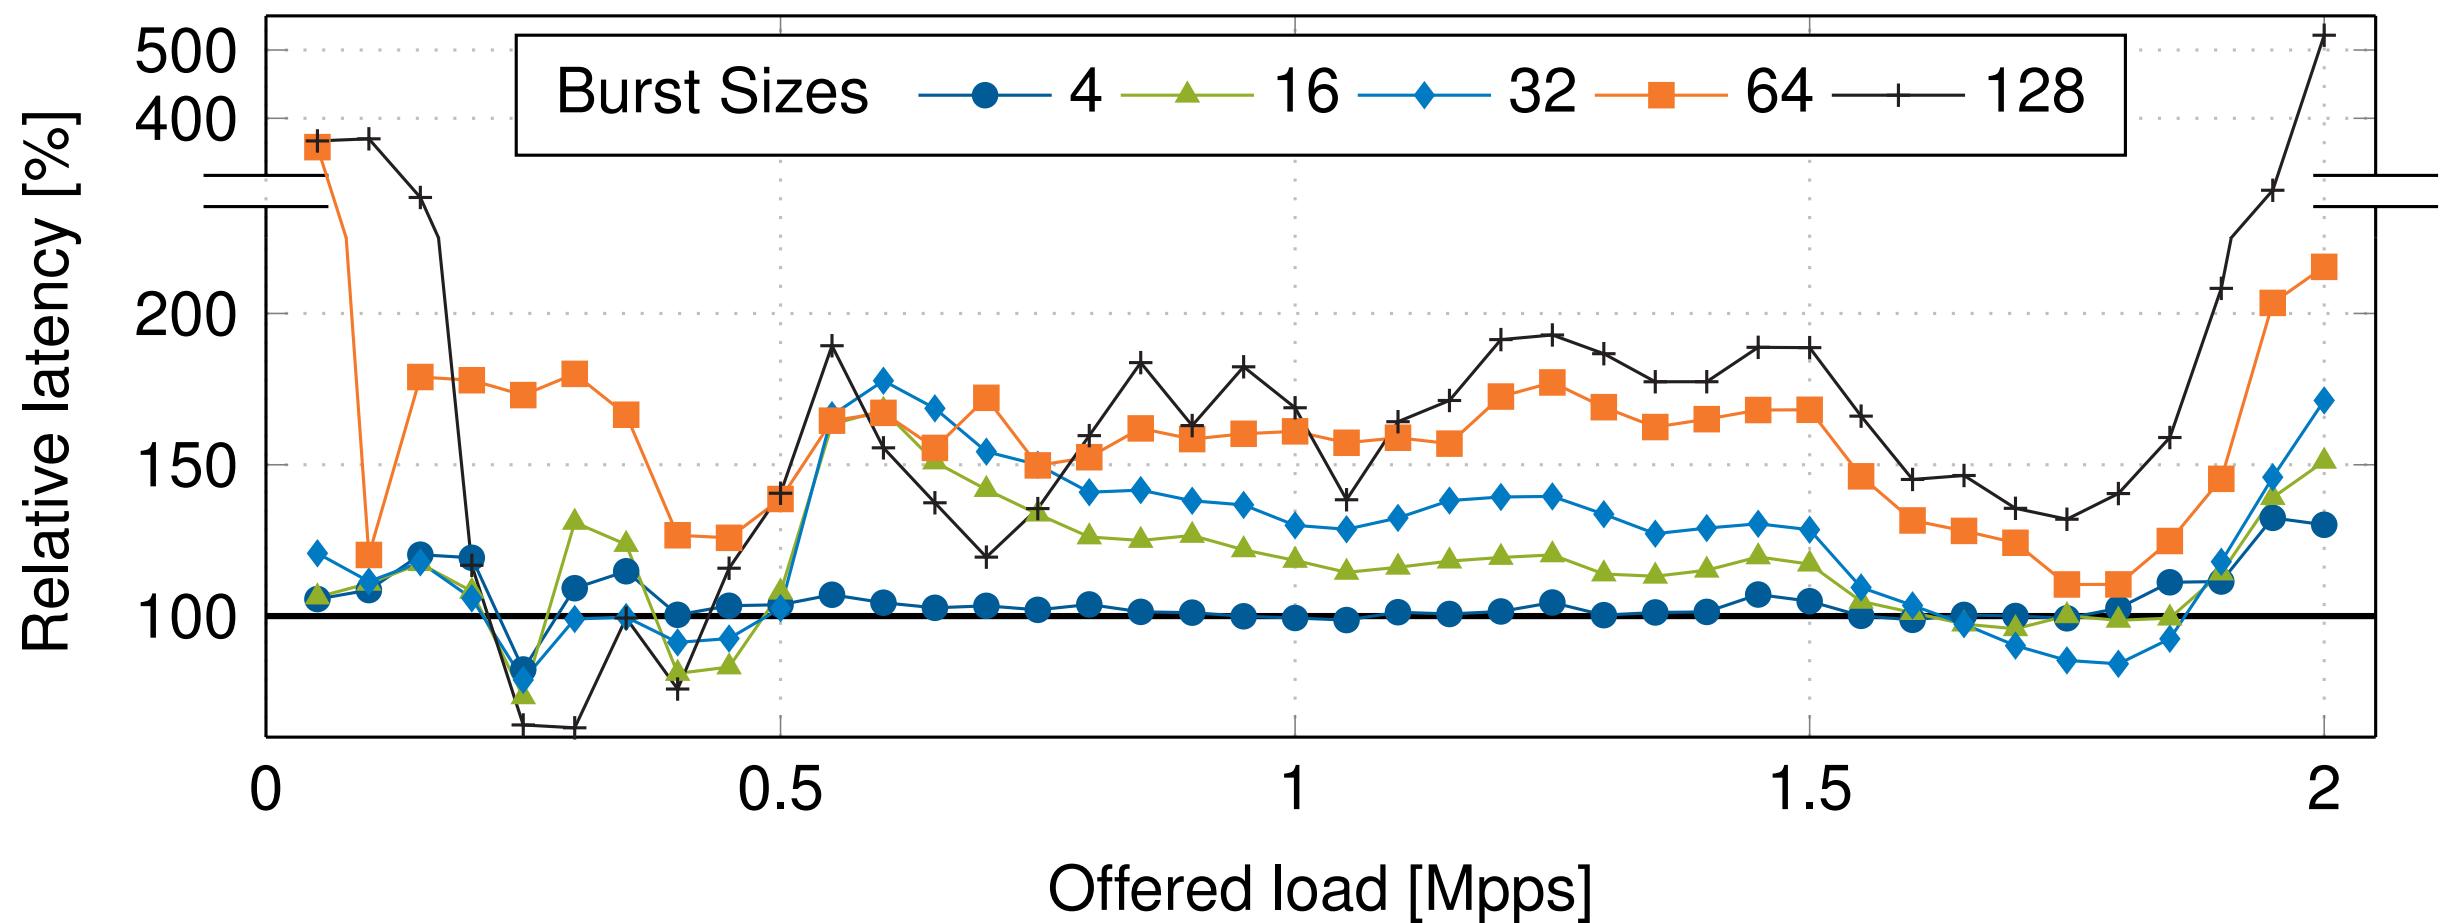 Relative latency [%]
500
400
200
150
100
Burst Sizes 4 16 32 64 128
0 0.5 1 1.5 2
Offered load [Mpps]